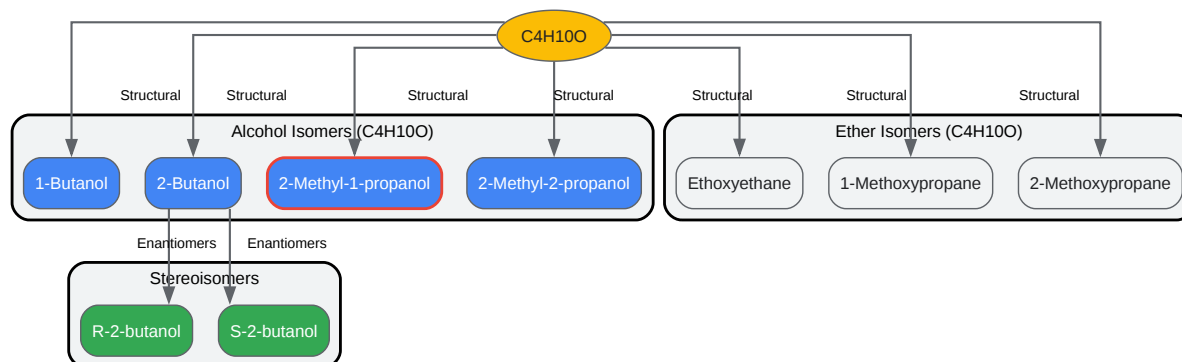 C4H10O
Structural
Structural
Structural
Structural
Structural
Structural
Structural
Alcohol Isomers (C4H10O)
Ether Isomers (C4H10O)
1-Butanol
2-Butanol
2-Methyl-1-propanol
2-Methyl-2-propanol
Ethoxyethane
1-Methoxypropane
2-Methoxypropane
Enantiomers
Enantiomers
Stereoisomers
R-2-butanol
S-2-butanol